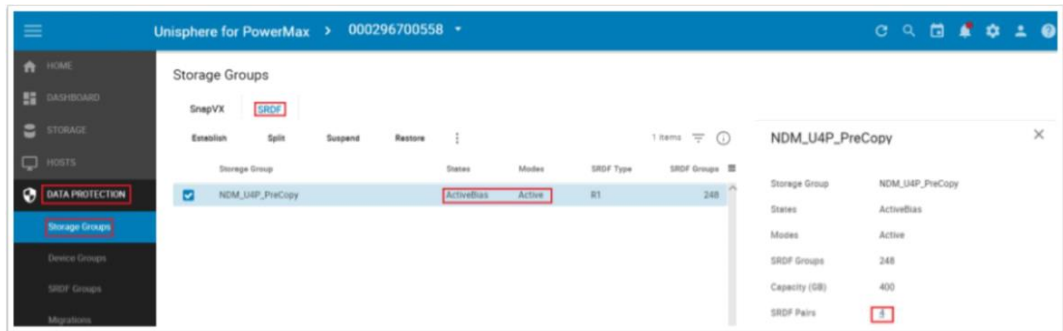 Unisphere for PowerMax > 000296700558
HOME
DASHBOARD
STORAGE
HOSTS
DATA PROTECTION
Storage Groups
Device Groups
SRDF Groups
Migrations
Storage Groups
SnapVX SRDF
Establish Split Suspend Restore 1 items
Storage Group States Modes SRDF Type SRDF Groups
NDM_U4P_PreCopy ActiveBias Active R1 248
NDM_U4P_PreCopy
Storage Group NDM_U4P_PreCopy
States ActiveBias
Modes Active
SRDF Groups 248
Capacity (GB) 400
SRDF Pairs 4